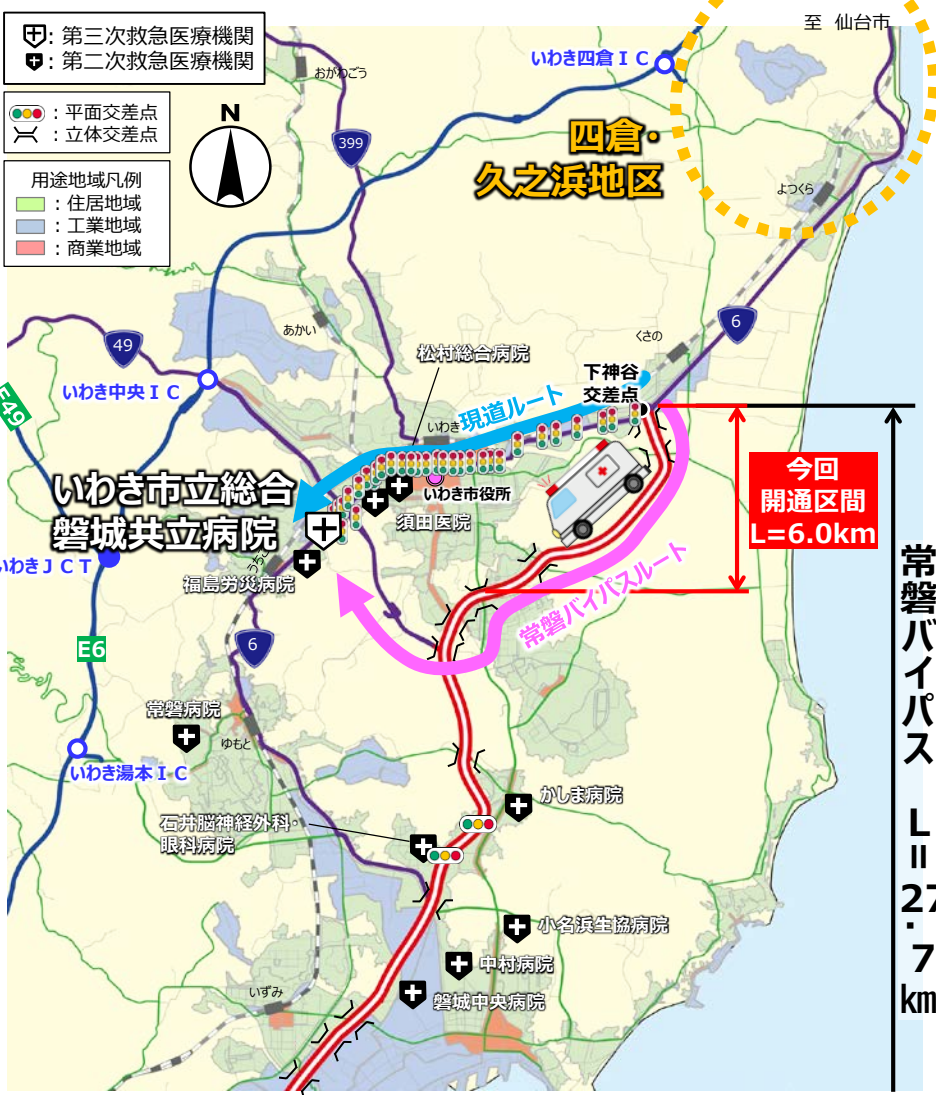 至 仙台市
: 第三次救急医療機関
: 第二次救急医療機関
: 平面交差点
: 立体交差点
用途地域凡例
: 住居地域
: 工業地域
: 商業地域
N
おがわごう
いわき四倉ＩＣ
399
四倉・
久之浜地区
よつくら
あかい
くさの
6
49
松村総合病院
下神谷
交差点
いわき中央ＩＣ
E49
現道ルート
いわき
いわき市立総合
磐城共立病院
いわき市役所
今回
開通区間
L=6.0km
須田医院
いわきＪＣＴ
うちごう
福島労災病院
常磐バイパスルート
常磐バイパス L=27.7km
E6
6
常磐病院
ゆもと
いわき湯本ＩＣ
かしま病院
石井脳神経外科・
眼科病院
小名浜生協病院
中村病院
いずみ
磐城中央病院